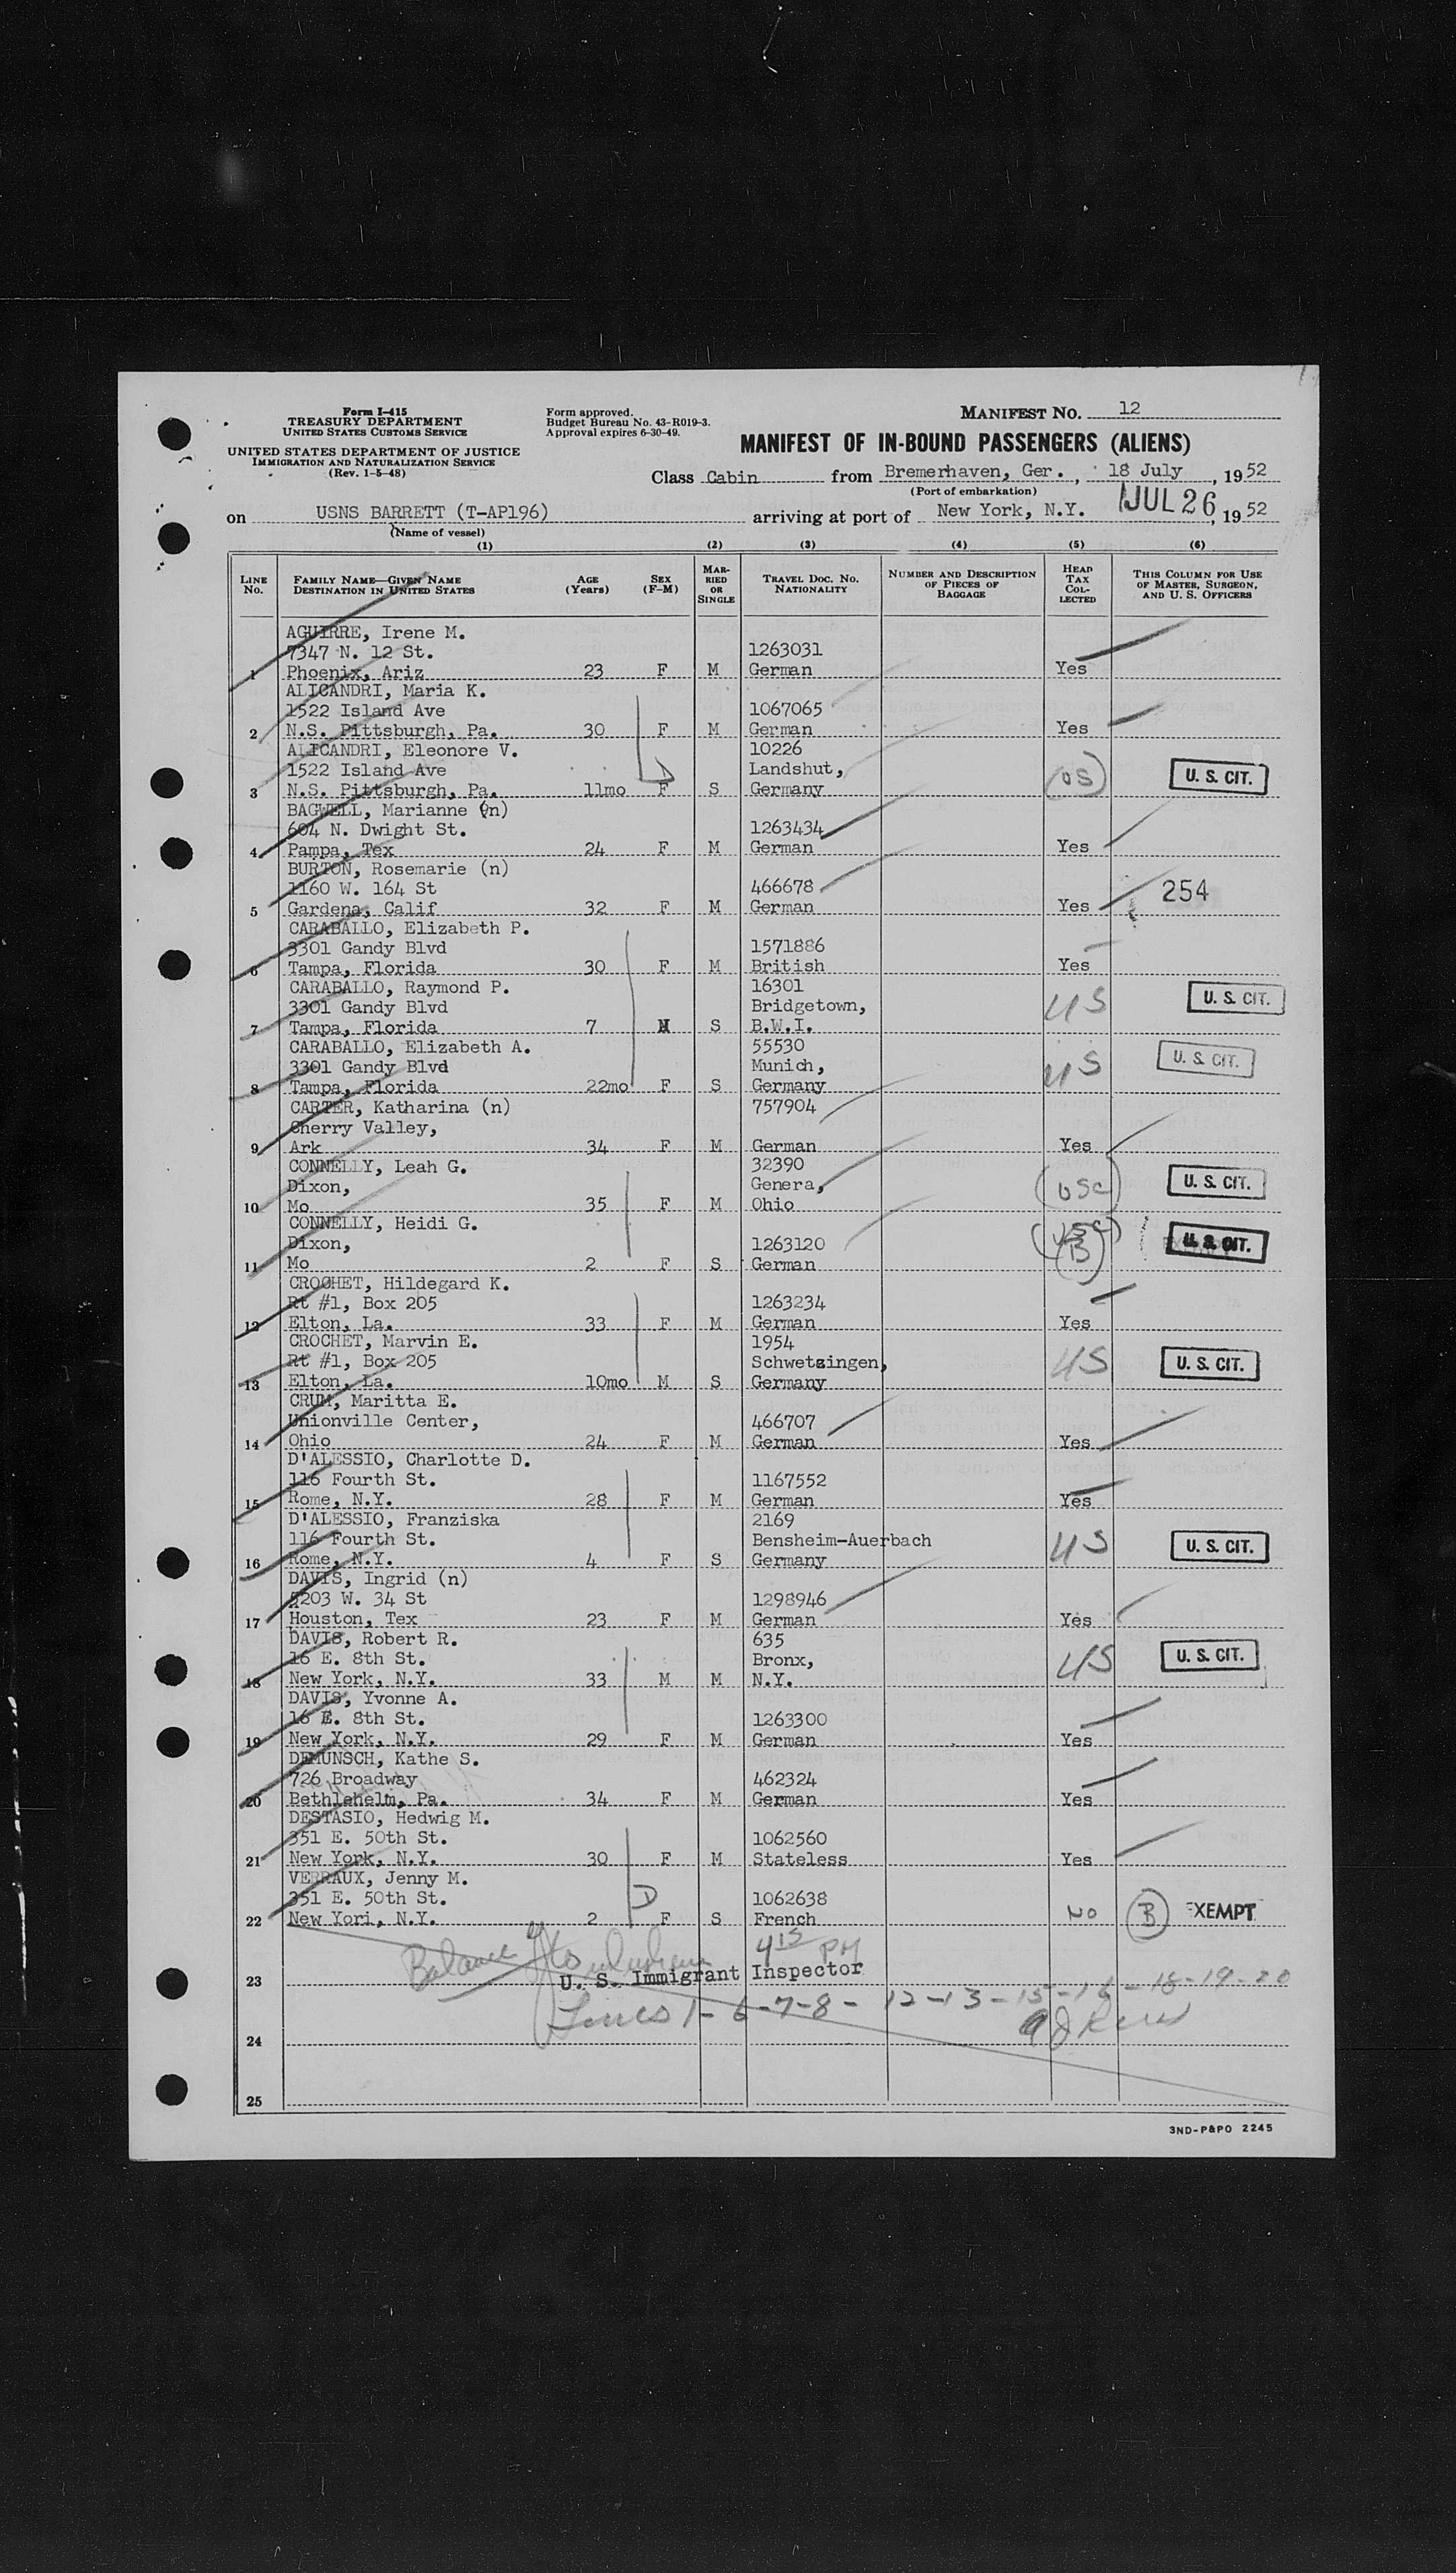 Form I-415
TREASURY DEPARTMENT
UNITED STATES CUSTOMS SERVICE
UNITED STATES DEPARTMENT OF JUSTICE
IMMIGRATION AND NATURALIZATION SERVICE
(Rev. 1-5-48)
Form approved.
Budget Bureau No. 43-R019-3.
Approval expires 6-30-49.
MANIFEST NO. 12
MANIFEST OF IN-BOUND PASSENGERS (ALIENS)
Class Cabin from Bremerhaven, Ger., 18 July, 1952
(Port of embarkation)
on USNS BARRETT (T-AP196) arriving at port of New York, N.Y. JUL 26, 1952
(Name of vessel)
(1) (2) (3) (4) (5) (6)
LINE NO. FAMILY NAME—GIVEN NAME DESTINATION IN UNITED STATES AGE (Years) SEX (F-M) MARRIED OR SINGLE TRAVEL DOC. NO. NATIONALITY NUMBER AND DESCRIPTION OF PIECES OF BAGGAGE HEAD TAX COLLECTED THIS COLUMN FOR USE OF MASTER, SURGEON, AND U. S. OFFICERS
AGUIRRE, Irene M.
7347 N. 12 St. 1263031
1 Phoenix, Ariz 23 F M German Yes
ALICANDRI, Maria K.
1522 Island Ave 1067065
2 N.S. Pittsburgh, Pa. 30 F M German Yes
ALICANDRI, Eleonore V. 10226
1522 Island Ave Landshut, (US) U. S. CIT.
3 N.S. Pittsburgh, Pa. 11mo F S Germany
BAGWELL, Marianne (n)
604 N. Dwight St. 1263434
4 Pampa, Tex 24 F M German Yes
BURTON, Rosemarie (n)
1160 W. 164 St 466678 254
5 Gardena, Calif 32 F M German Yes
CARABALLO, Elizabeth P.
3301 Gandy Blvd 1571886
6 Tampa, Florida 30 F M British Yes
CARABALLO, Raymond P. 16301
3301 Gandy Blvd Bridgetown, US U. S. CIT.
7 Tampa, Florida 7 M S B.W.I.
CARABALLO, Elizabeth A. 55530
3301 Gandy Blvd Munich, US U. S. CIT.
8 Tampa, Florida 22mo F S Germany
CARTER, Katharina (n) 757904
Cherry Valley,
9 Ark 34 F M German Yes
CONNELLY, Leah G. 32390
Dixon, Genera, (USC) U. S. CIT.
10 Mo 35 F M Ohio
CONNELLY, Heidi G.
Dixon, 1263120 (USC) B U. S. CIT.
11 Mo 2 F S German
CROCHET, Hildegard K.
Rt #1, Box 205 1263234
12 Elton, La. 33 F M German Yes
CROCHET, Marvin E. 1954
Rt #1, Box 205 Schwetzingen, US U. S. CIT.
13 Elton, La. 10mo M S Germany
CRUM, Maritta E.
Unionville Center, 466707
14 Ohio 24 F M German Yes
D'ALESSIO, Charlotte D.
116 Fourth St. 1167552
15 Rome, N.Y. 28 F M German Yes
D'ALESSIO, Franziska 2169
116 Fourth St. Bensheim-Auerbach US U. S. CIT.
16 Rome, N.Y. 4 F S Germany
DAVIS, Ingrid (n)
5203 W. 34 St 1298946
17 Houston, Tex 23 F M German Yes
DAVIS, Robert R. 635
16 E. 8th St. Bronx, US U. S. CIT.
18 New York, N.Y. 33 M M N.Y.
DAVIS, Yvonne A.
16 E. 8th St. 1263300
19 New York, N.Y. 29 F M German Yes
DEMUNSCH, Kathe S.
726 Broadway 462324
20 Bethlehelm, Pa. 34 F M German Yes
DESTASIO, Hedwig M.
351 E. 50th St. 1062560
21 New York, N.Y. 30 F M Stateless Yes
VERRAUX, Jenny M.
351 E. 50th St. D 1062638
22 New Yori, N.Y. 2 F S French No (B) EXEMPT
Balance 4 15 PM
23 U. S. Immigrant Inspector
Lines 1-6-7-8-12-13-15-16-18-19-20
24
25
3ND-P&PO 2245